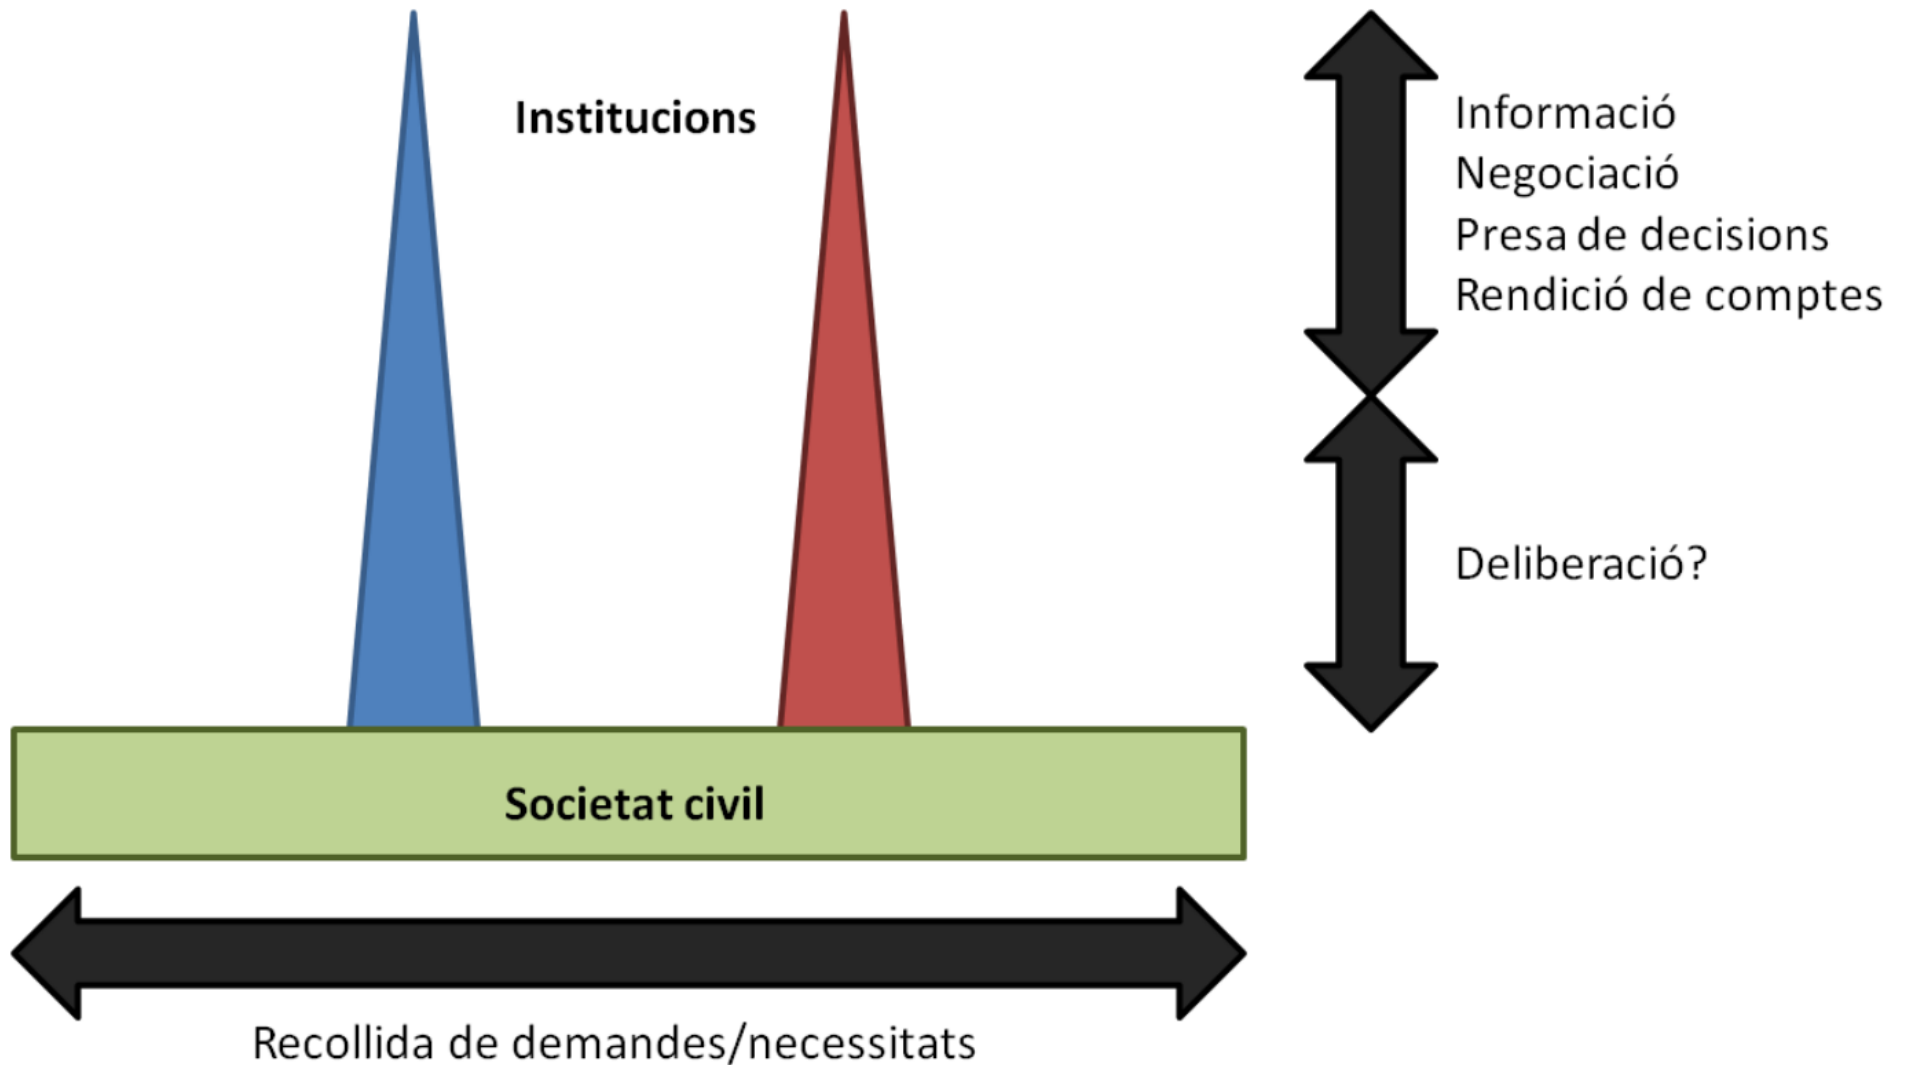 Institucions
Informació
Negociació
Presa de decisions
Rendició de comptes
Deliberació?
Societat civil
Recollida de demandes/necessitats